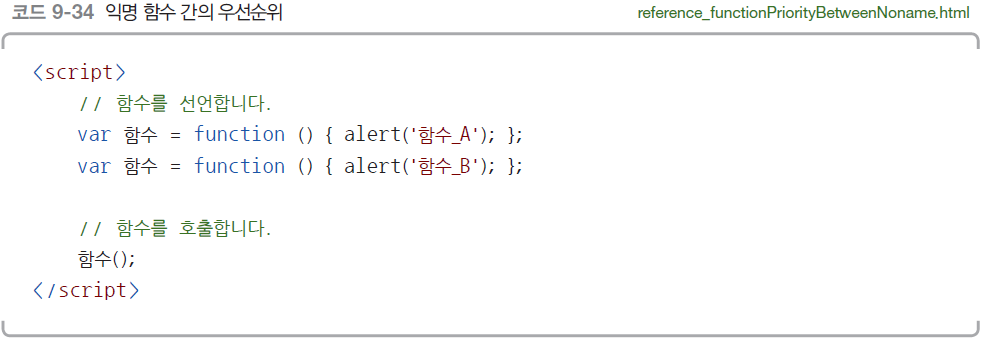 코드 9-34 익명 함수 간의 우선순위 reference_functionPriorityBetweenNoname.html
<script>
// 함수를 선언합니다.
var 함수 = function () { alert('함수_A'); };
var 함수 = function () { alert('함수_B'); };
// 함수를 호출합니다.
함수();
</script>